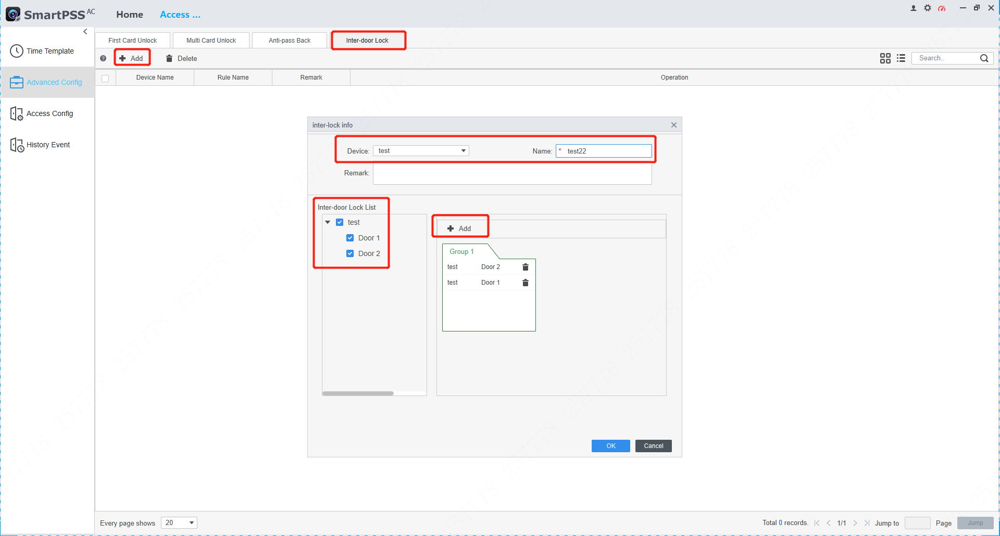 SmartPSS AC
Home
Access ...
First Card Unlock
Multi Card Unlock
Anti-pass Back
Inter-door Lock
Time Template
Add
Delete
Search..
Device Name
Rule Name
Remark
Operation
Advanced Config
Access Config
History Event
inter-lock info
Device:
test
Name:
* test22
Remark:
Inter-door Lock List
test
Door 1
Door 2
Add
Group 1
test Door 2
test Door 1
OK
Cancel
Every page shows
20
Total 0 records.
1/1
Jump to
Page
Jump
257778